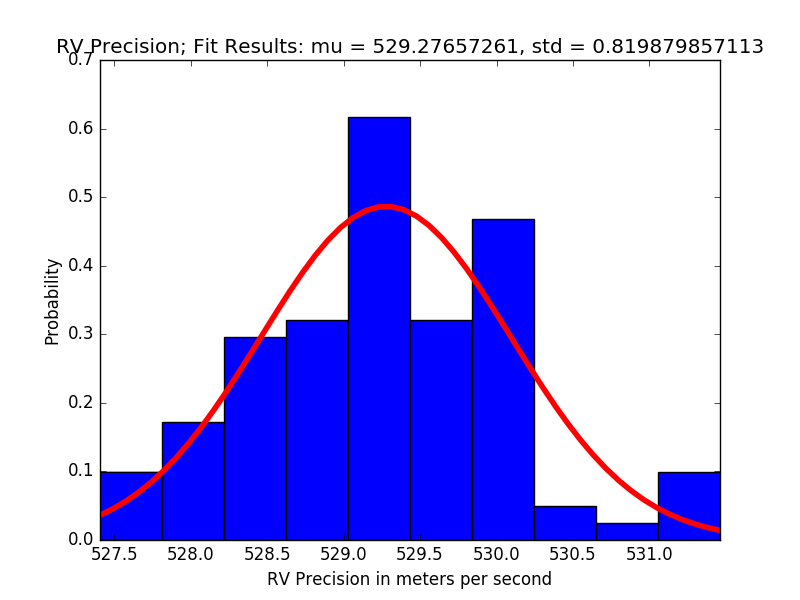 RV Precision; Fit Results: mu = 529.27657261, std = 0.819879857113
0.7
0.6
0.5
0.4
0.3
0.2
0.1
0.0
Probability
527.5 528.0 528.5 529.0 529.5 530.0 530.5 531.0
RV Precision in meters per second